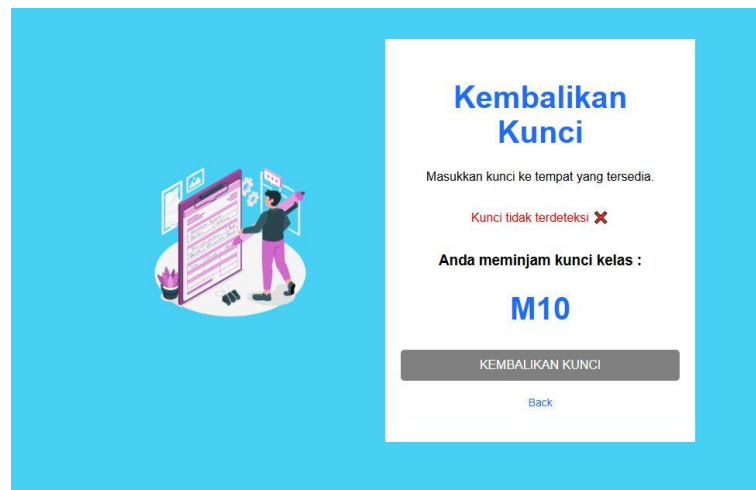 Kembalikan
Kunci
Masukkan kunci ke tempat yang tersedia.
Kunci tidak terdeteksi ❌
Anda meminjam kunci kelas :
M10
KEMBALIKAN KUNCI
Back